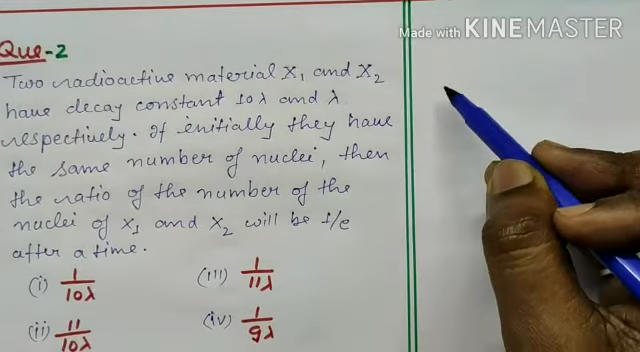 Made with KINEMASTER
Que-2
Two radioactive material X₁ and X₂
have decay constant 10λ and λ
respectively. If initially they have
the same number of nuclei, then
the ratio of the number of the
nuclei of X₁ and X₂ will be 1/e
after a time.
(i) 1/10λ (iii) 1/11λ
(ii) 11/10λ (iv) 1/9λ